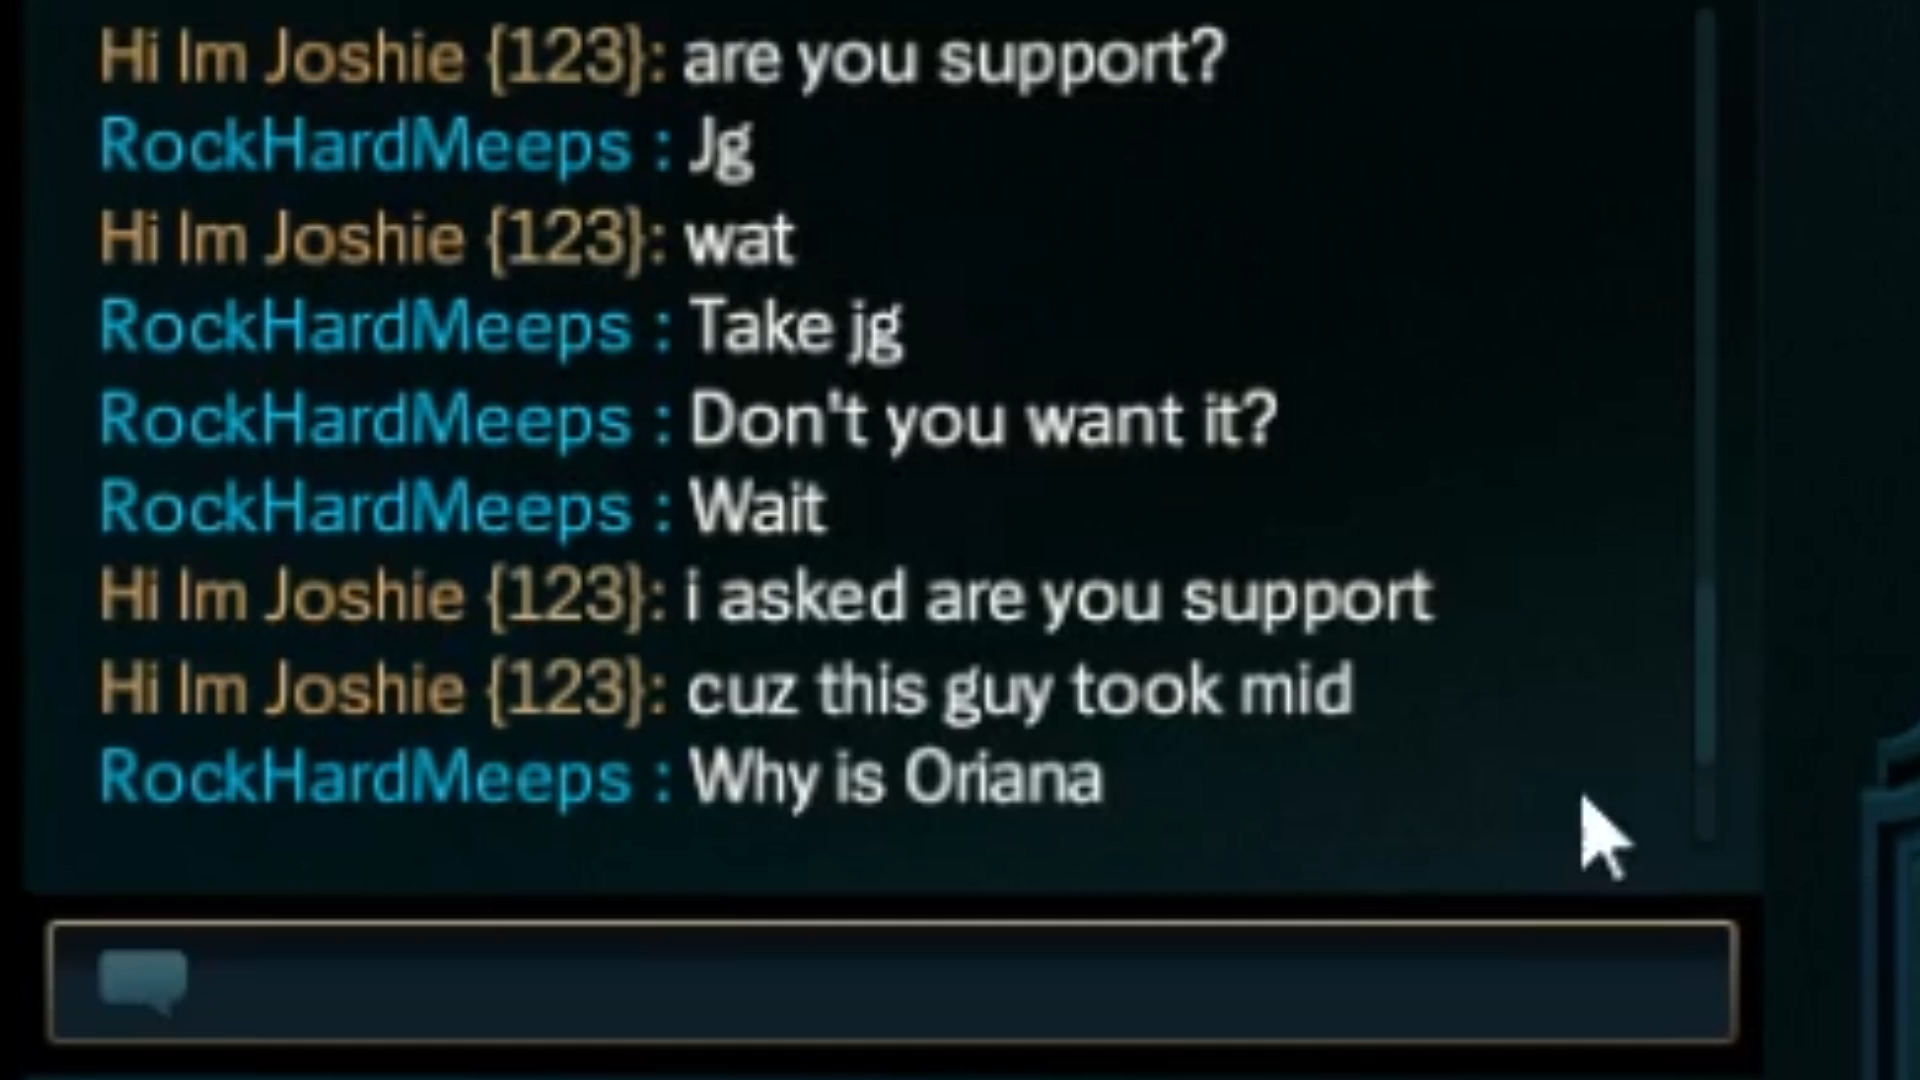 Hi Im Joshie {123}: are you support?
RockHardMeeps : Jg
Hi Im Joshie {123}: wat
RockHardMeeps : Take jg
RockHardMeeps : Don't you want it?
RockHardMeeps : Wait
Hi Im Joshie {123}: i asked are you support
Hi Im Joshie {123}: cuz this guy took mid
RockHardMeeps : Why is Oriana